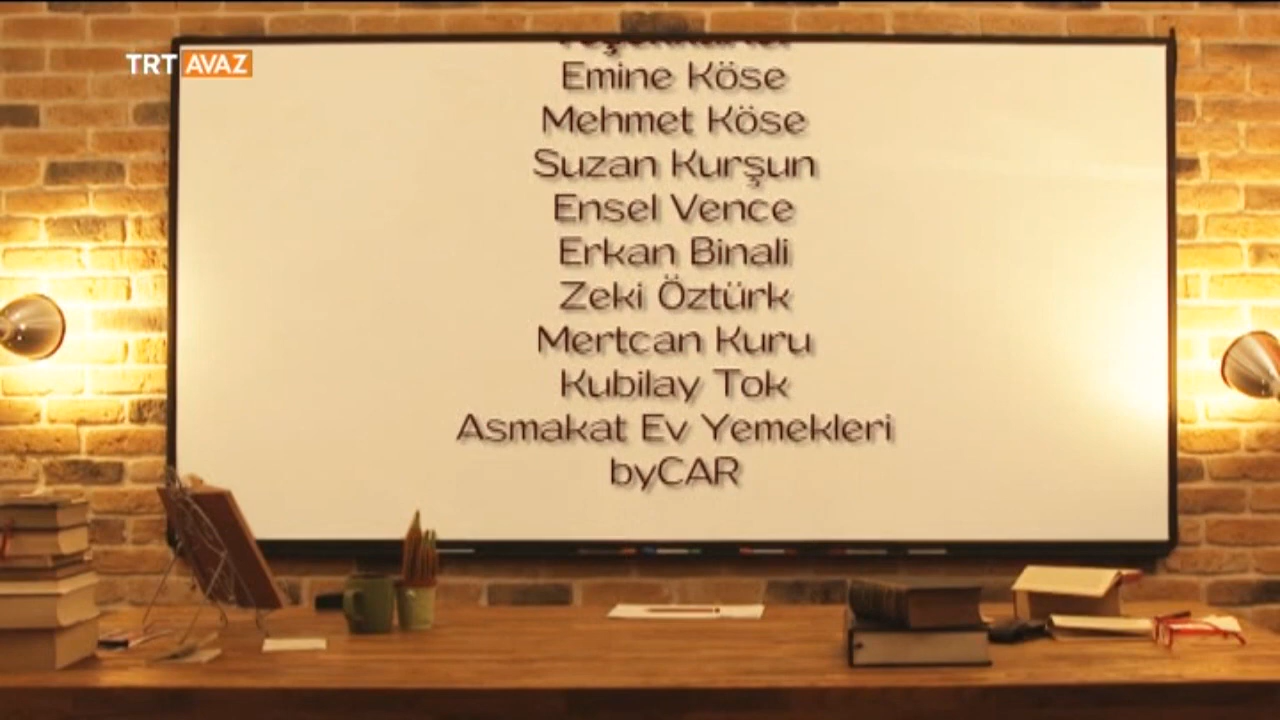 TRT AVAZ
Emine Köse
Mehmet Köse
Suzan Kurşun
Ensel Vence
Erkan Binali
Zeki Öztürk
Mertcan Kuru
Kubilay Tok
Asmakat Ev Yemekleri
byCAR